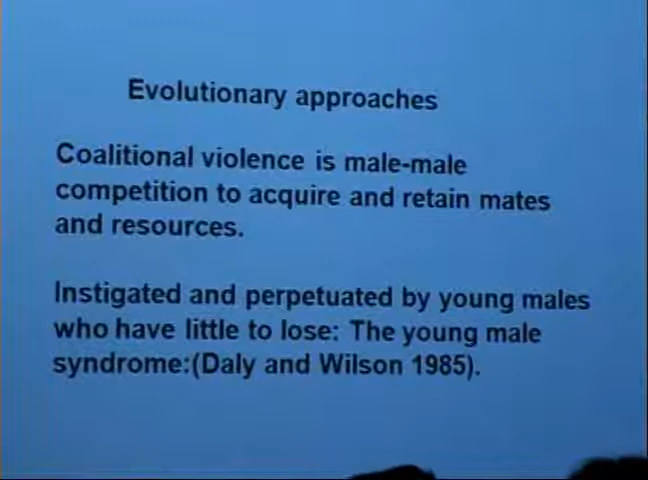 Evolutionary approaches
Coalitional violence is male-male
competition to acquire and retain mates
and resources.
Instigated and perpetuated by young males
who have little to lose: The young male
syndrome:(Daly and Wilson 1985).